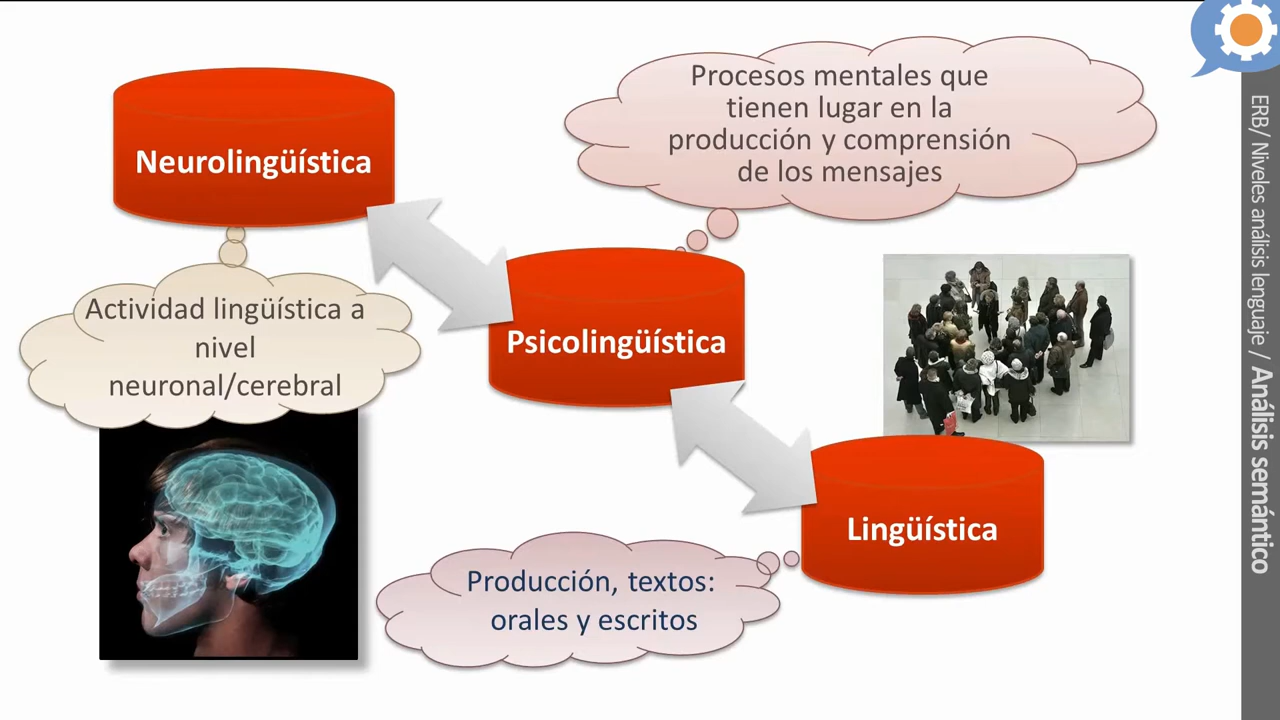 Neurolingüística
Procesos mentales que
tienen lugar en la
producción y comprensión
de los mensajes
Actividad lingüística a
nivel
neuronal/cerebral
Psicolingüística
Lingüística
Producción, textos:
orales y escritos
ERB/ Niveles análisis lenguaje / Análisis semántico